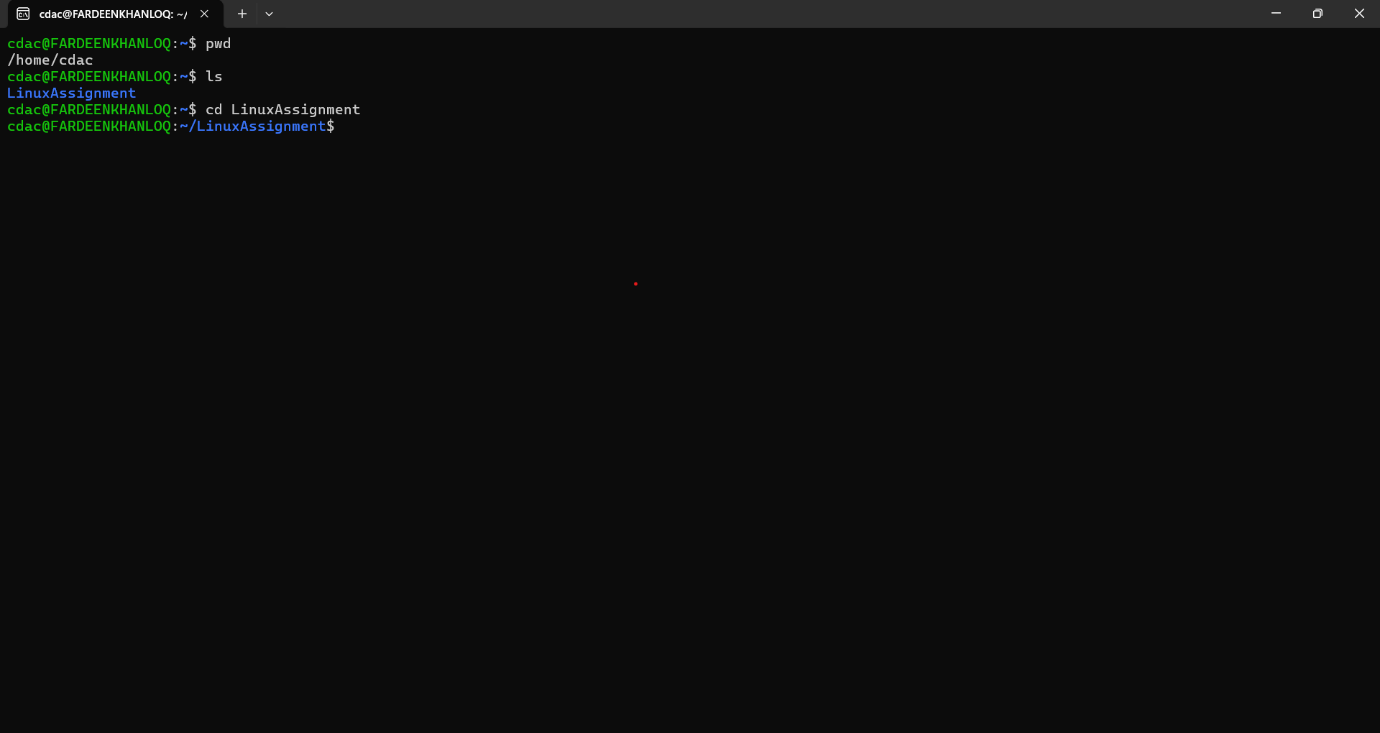 cdac@FARDEENKHANLOQ: ~/
cdac@FARDEENKHANLOQ:~$ pwd
/home/cdac
cdac@FARDEENKHANLOQ:~$ ls
LinuxAssignment
cdac@FARDEENKHANLOQ:~$ cd LinuxAssignment
cdac@FARDEENKHANLOQ:~/LinuxAssignment$